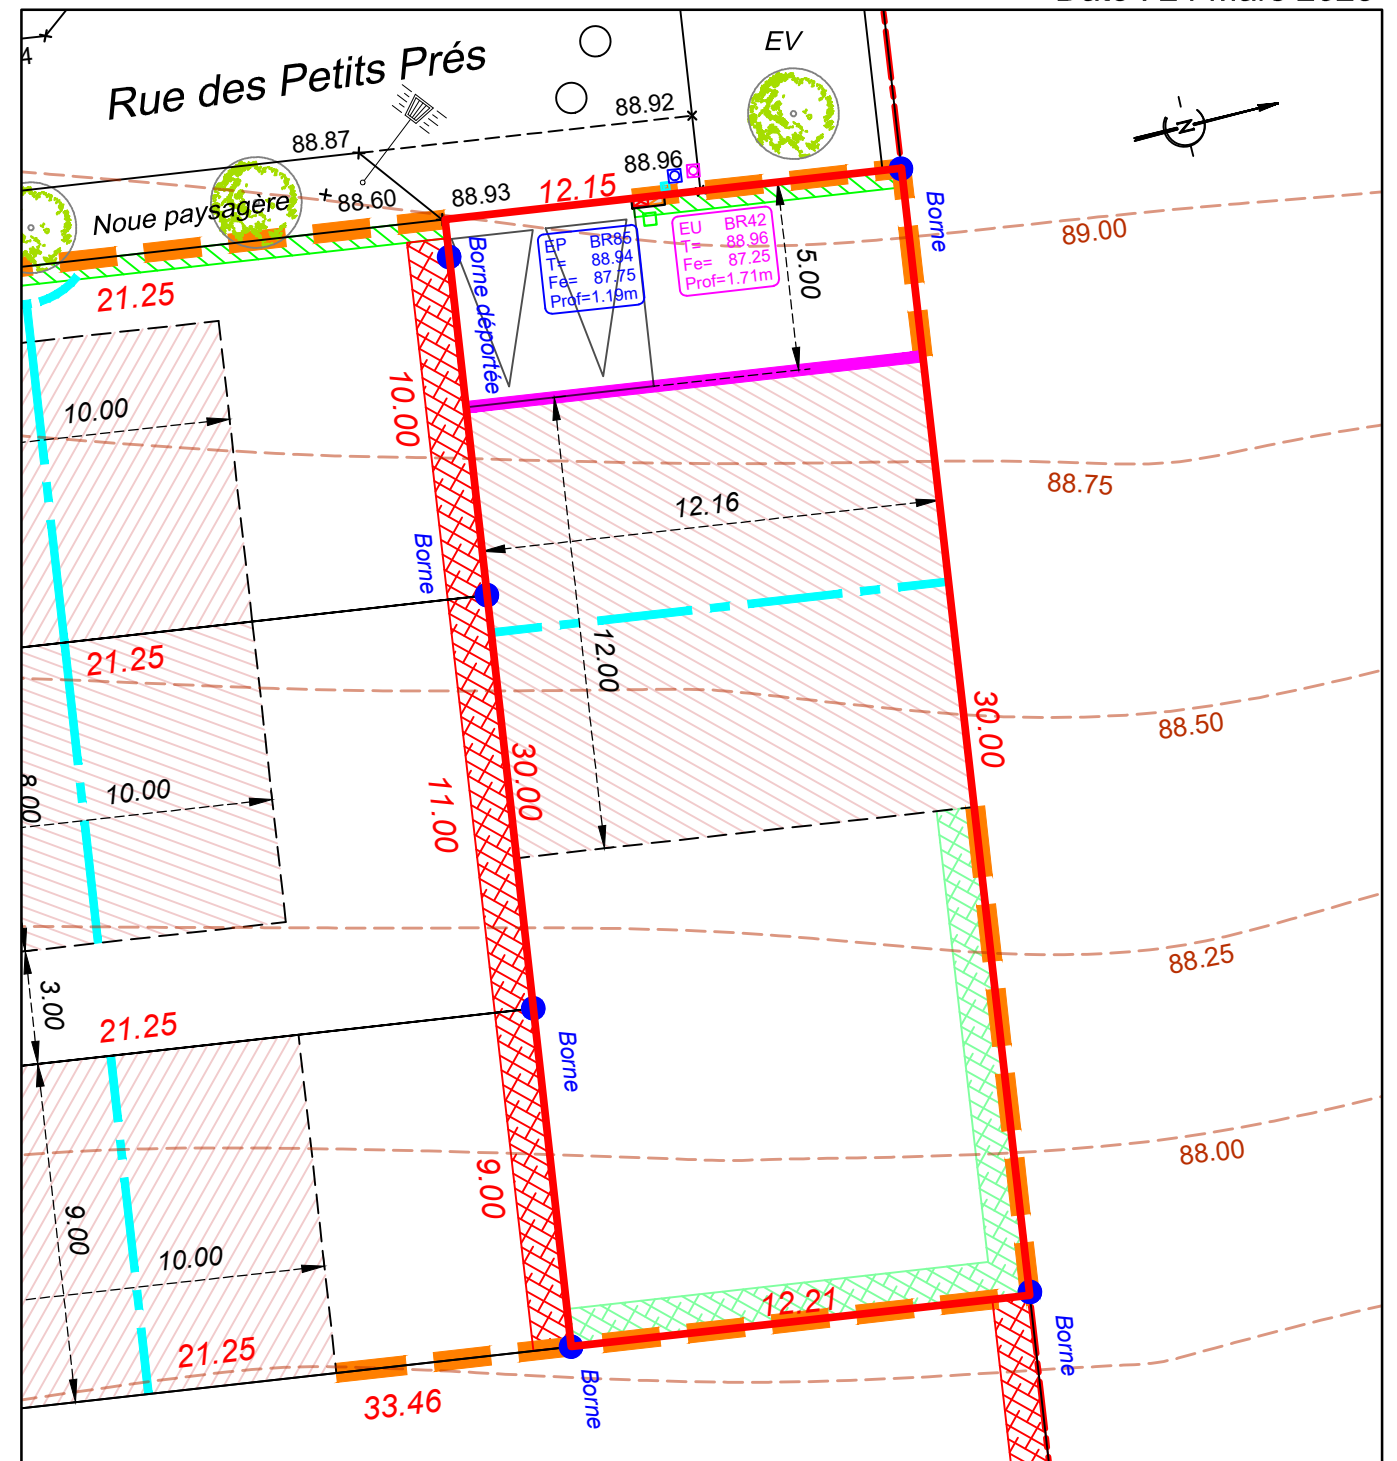 EV
4
Rue des Petits Prés
88.92
88.87
88.96
88.60
88.93
12.15
Noue paysagère
N
Borne
89.00
EP BR85
T= 88.94
Fe= 87.75
Prof=1.19m
EU BR42
T= 88.96
Fe= 87.25
Prof=1.71m
5.00
21.25
Borne déportée
10.00
10.00
88.75
12.16
Borne
12.00
21.25
30.00
88.50
30.00
11.00
8.00
10.00
88.25
3.00
21.25
Borne
88.00
9.00
9.00
10.00
12.21
21.25
Borne
33.46
Borne